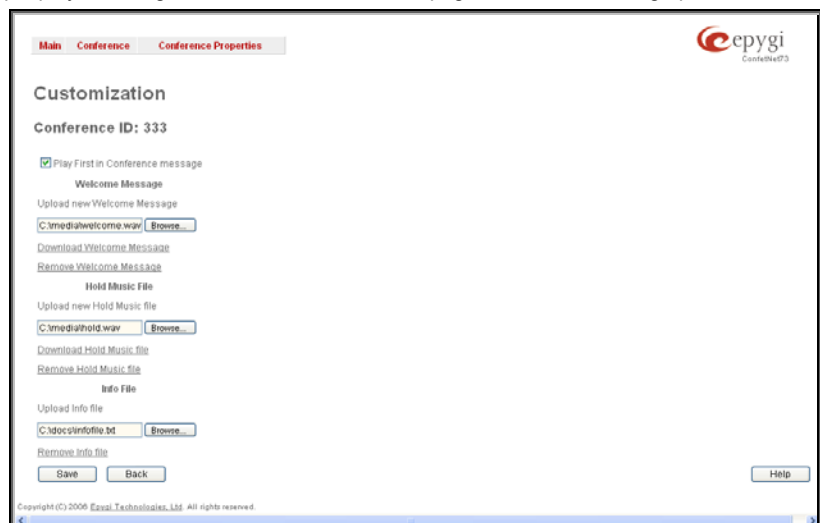 Main Conference Conference Properties
epygi
ConfetNet73
Customization
Conference ID: 333
Play First in Conference message
Welcome Message
Upload new Welcome Message
C:\media\welcome.wav Browse...
Download Welcome Message
Remove Welcome Message
Hold Music File
Upload new Hold Music file
C:\media\hold.wav Browse...
Download Hold Music file
Remove Hold Music file
Info File
Upload Info file
C:\docs\infofile.txt Browse...
Remove Info file
Save Back Help
Copyright (C) 2006 Epygi Technologies, Ltd. All rights reserved.